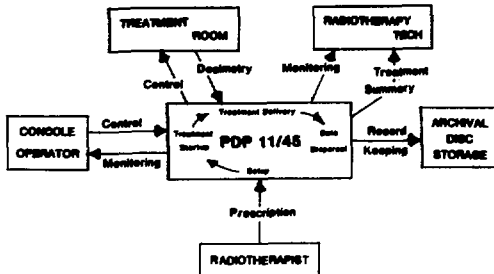 TREATMENT
ROOM
RADIOTHERAPY
TECH
Control
Dosimetry
Monitoring
Treatment
Summary
CONSOLE
OPERATOR
Control
Monitoring
Treatment Delivery
Treatment
Startup
PDP 11/45
Data
Dispersal
Setup
Record
Keeping
ARCHIVAL
DISC
STORAGE
Prescription
RADIOTHERAPIST